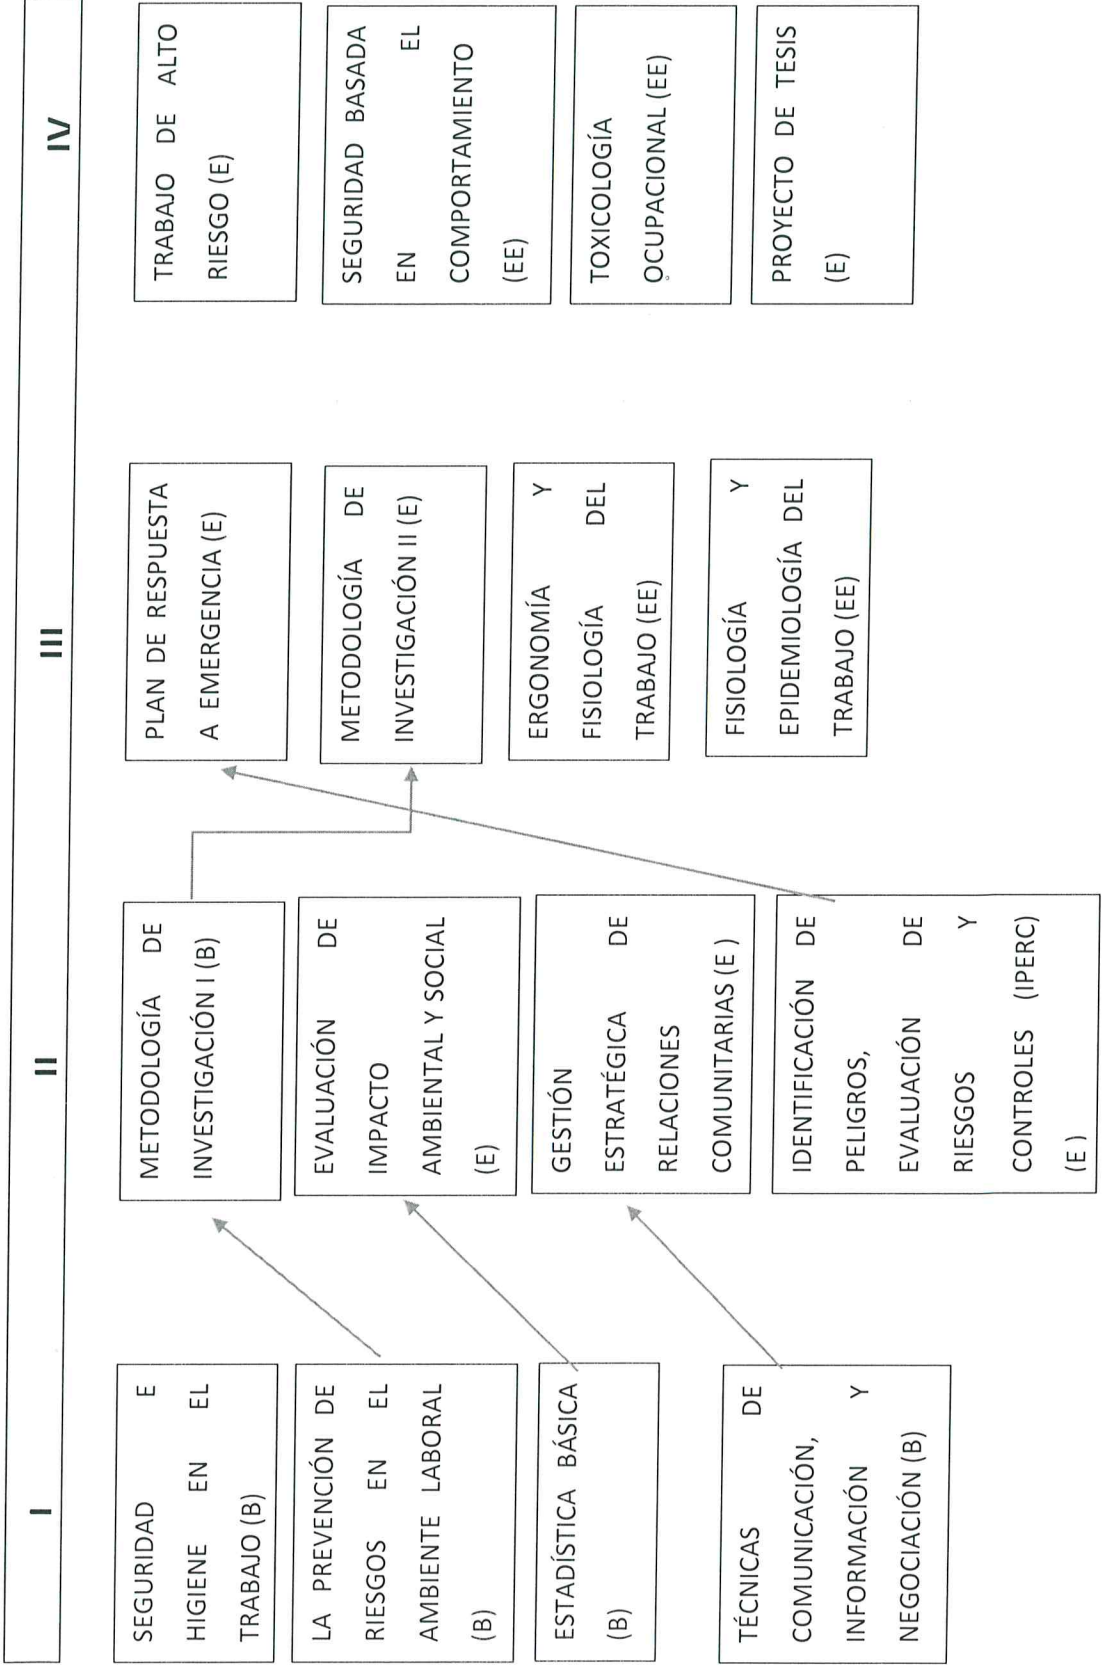 I II III IV
SEGURIDAD E
HIGIENE EN EL
TRABAJO (B)
LA PREVENCIÓN DE
RIESGOS EN EL
AMBIENTE LABORAL
(B)
ESTADÍSTICA BÁSICA
(B)
TÉCNICAS DE
COMUNICACIÓN,
INFORMACIÓN Y
NEGOCIACIÓN (B)
METODOLOGÍA DE
INVESTIGACIÓN I (B)
EVALUACIÓN DE
IMPACTO
AMBIENTAL Y SOCIAL
(E)
GESTIÓN
ESTRATÉGICA DE
RELACIONES
COMUNITARIAS (E )
IDENTIFICACIÓN DE
PELIGROS,
EVALUACIÓN DE
RIESGOS Y
CONTROLES (IPERC)
(E )
PLAN DE RESPUESTA
A EMERGENCIA (E)
METODOLOGÍA DE
INVESTIGACIÓN II (E)
ERGONOMÍA Y
FISIOLOGÍA DEL
TRABAJO (EE)
FISIOLOGÍA Y
EPIDEMIOLOGÍA DEL
TRABAJO (EE)
TRABAJO DE ALTO
RIESGO (E)
SEGURIDAD BASADA
EN EL
COMPORTAMIENTO
(EE)
TOXICOLOGÍA
OCUPACIONAL (EE)
PROYECTO DE TESIS
(E)